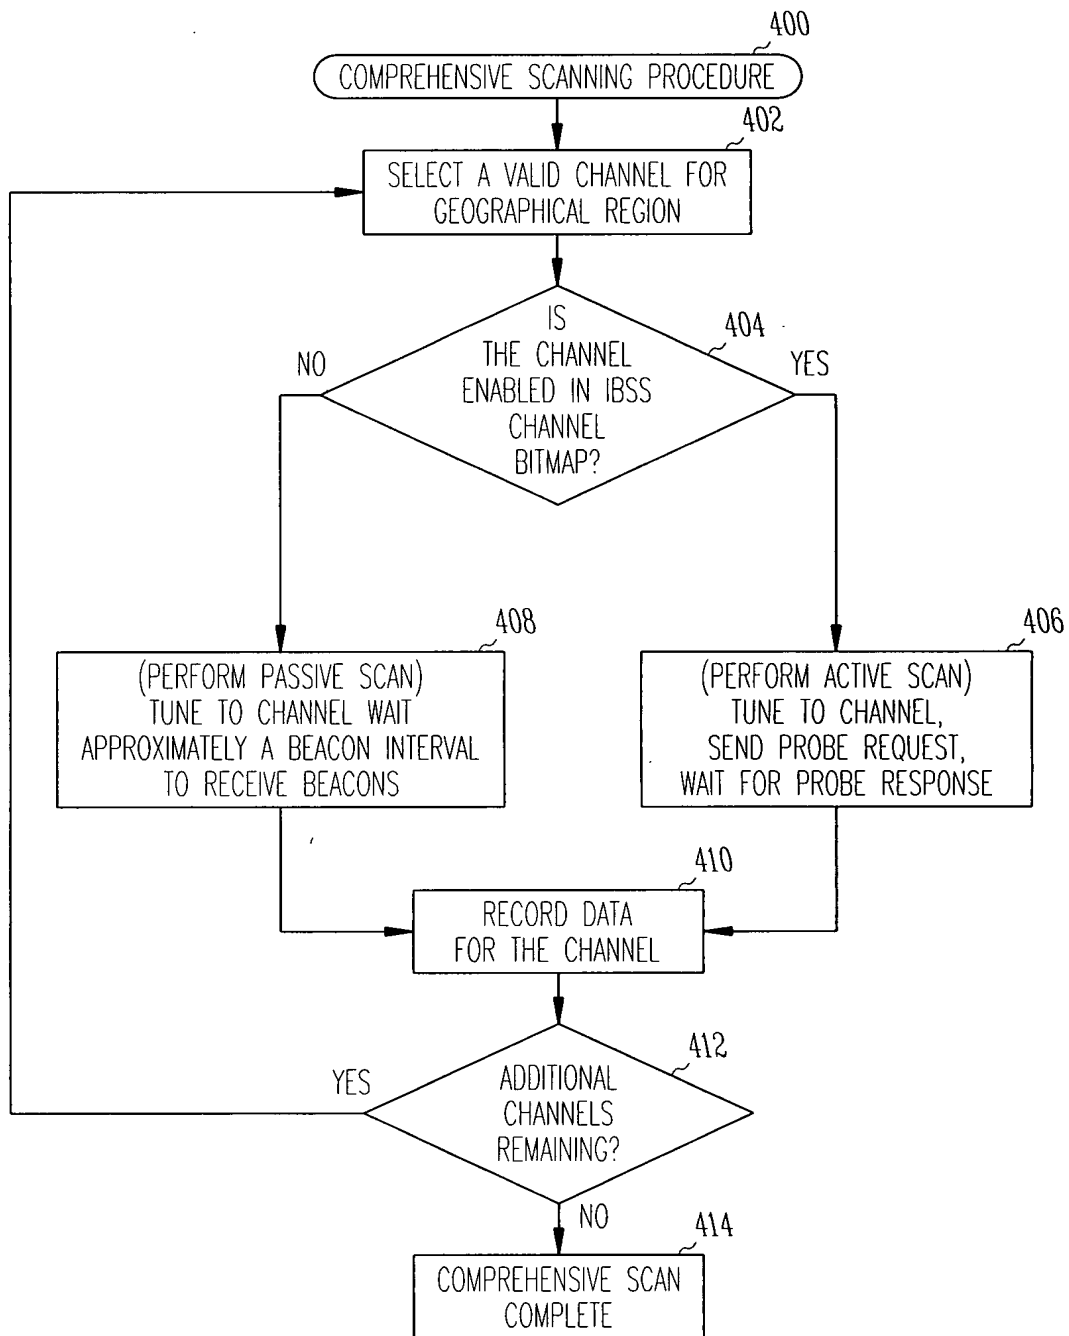 400
COMPREHENSIVE SCANNING PROCEDURE
402
SELECT A VALID CHANNEL FOR
GEOGRAPHICAL REGION
404
IS
THE CHANNEL
ENABLED IN IBSS
CHANNEL
BITMAP?
NO
YES
408
(PERFORM PASSIVE SCAN)
TUNE TO CHANNEL WAIT
APPROXIMATELY A BEACON INTERVAL
TO RECEIVE BEACONS
406
(PERFORM ACTIVE SCAN)
TUNE TO CHANNEL,
SEND PROBE REQUEST,
WAIT FOR PROBE RESPONSE
410
RECORD DATA
FOR THE CHANNEL
412
YES
ADDITIONAL
CHANNELS
REMAINING?
NO
414
COMPREHENSIVE SCAN
COMPLETE